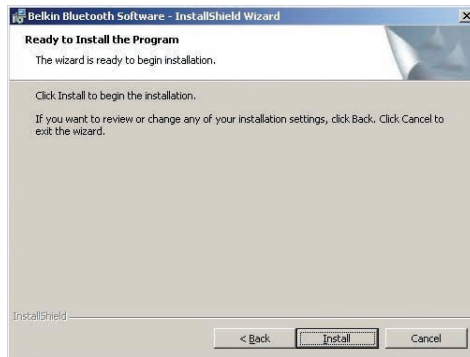 Belkin Bluetooth Software - InstallShield Wizard
Ready to Install the Program
The wizard is ready to begin installation.
Click Install to begin the installation.
If you want to review or change any of your installation settings, click Back. Click Cancel to
exit the wizard.
InstallShield
< Back
Install
Cancel